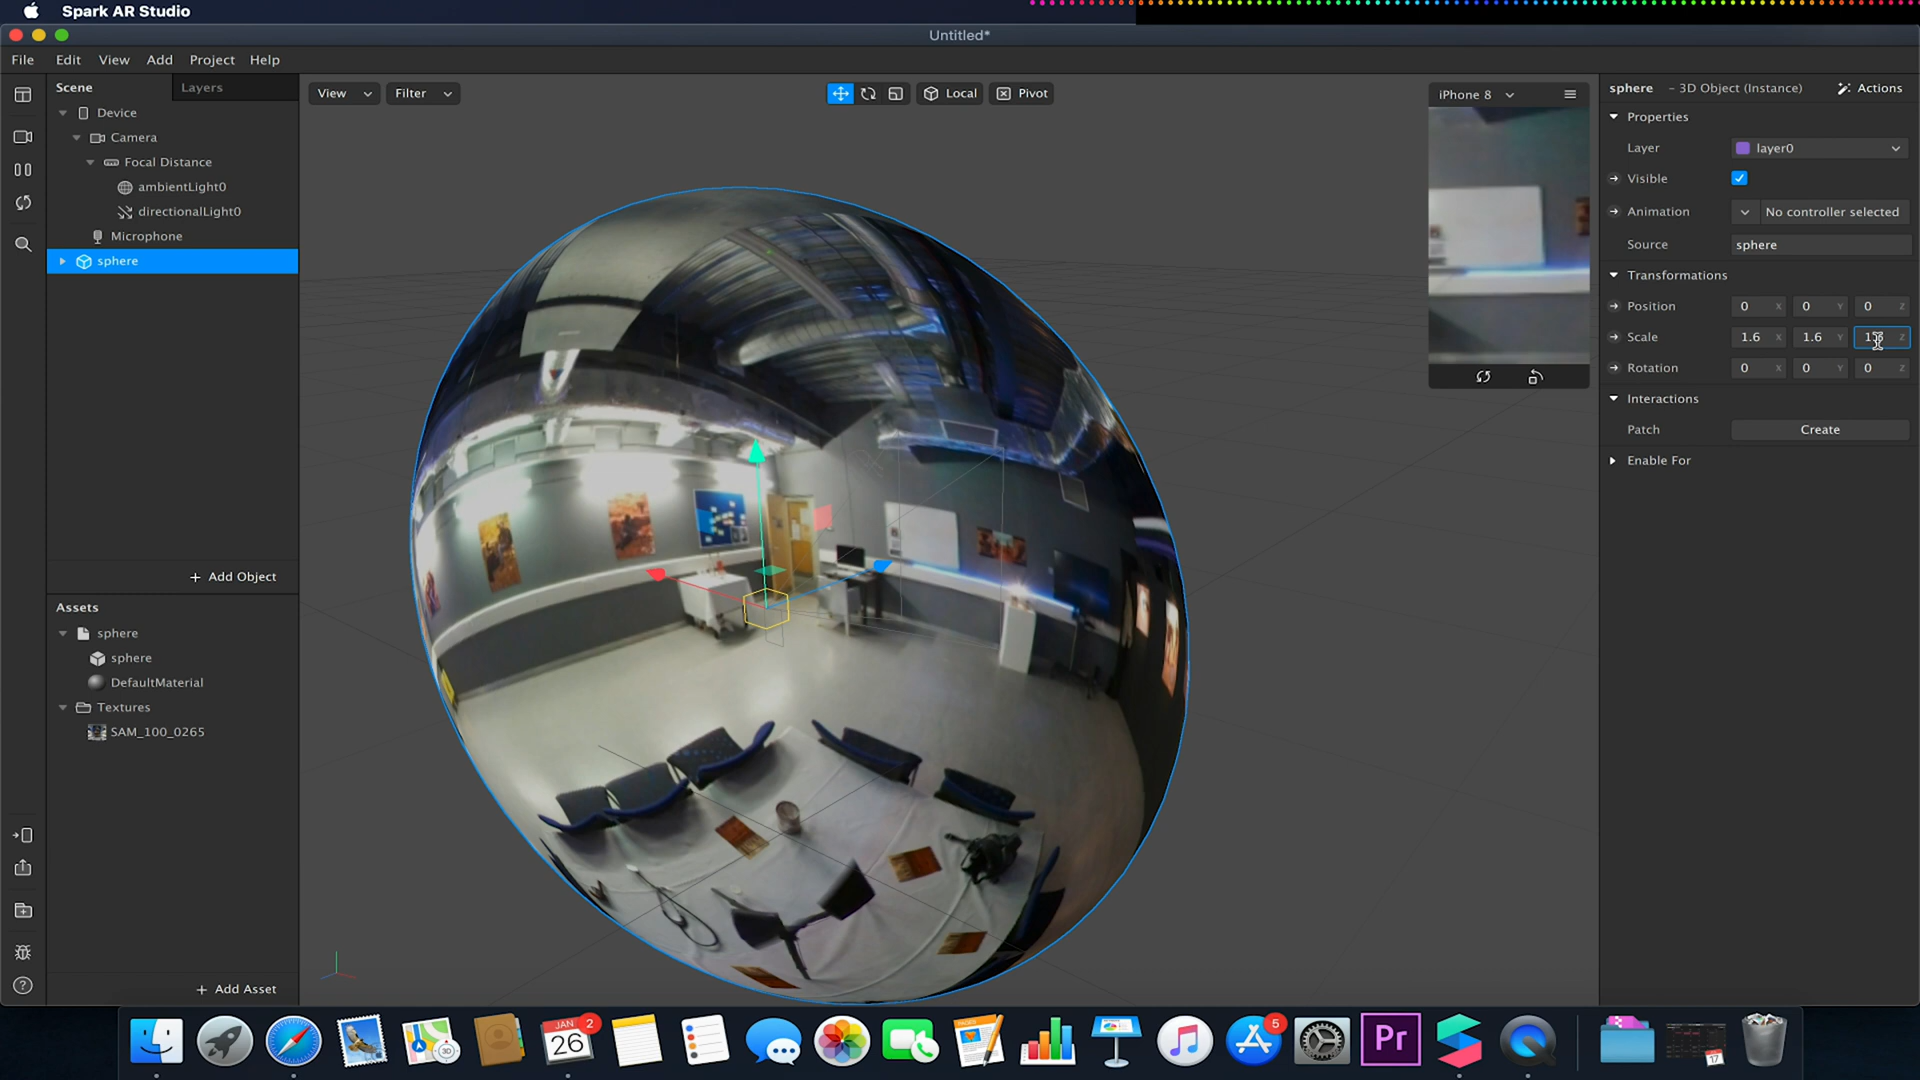 Spark AR Studio
Untitled*
File Edit View Add Project Help
Scene Layers
Device
Camera
Focal Distance
ambientLight0
directionalLight0
Microphone
sphere
+ Add Object
Assets
sphere
sphere
DefaultMaterial
Textures
SAM_100_0265
+ Add Asset
View Filter Local Pivot
iPhone 8
sphere - 3D Object (Instance) Actions
Properties
Layer layer0
Visible
Animation No controller selected
Source sphere
Transformations
Position 0 X 0 Y 0 Z
Scale 1.6 X 1.6 Y Z
Rotation 0 X 0 Y 0 Z
Interactions
Patch Create
Enable For
JAN 2
26
30
PAGES
5
Pr
17